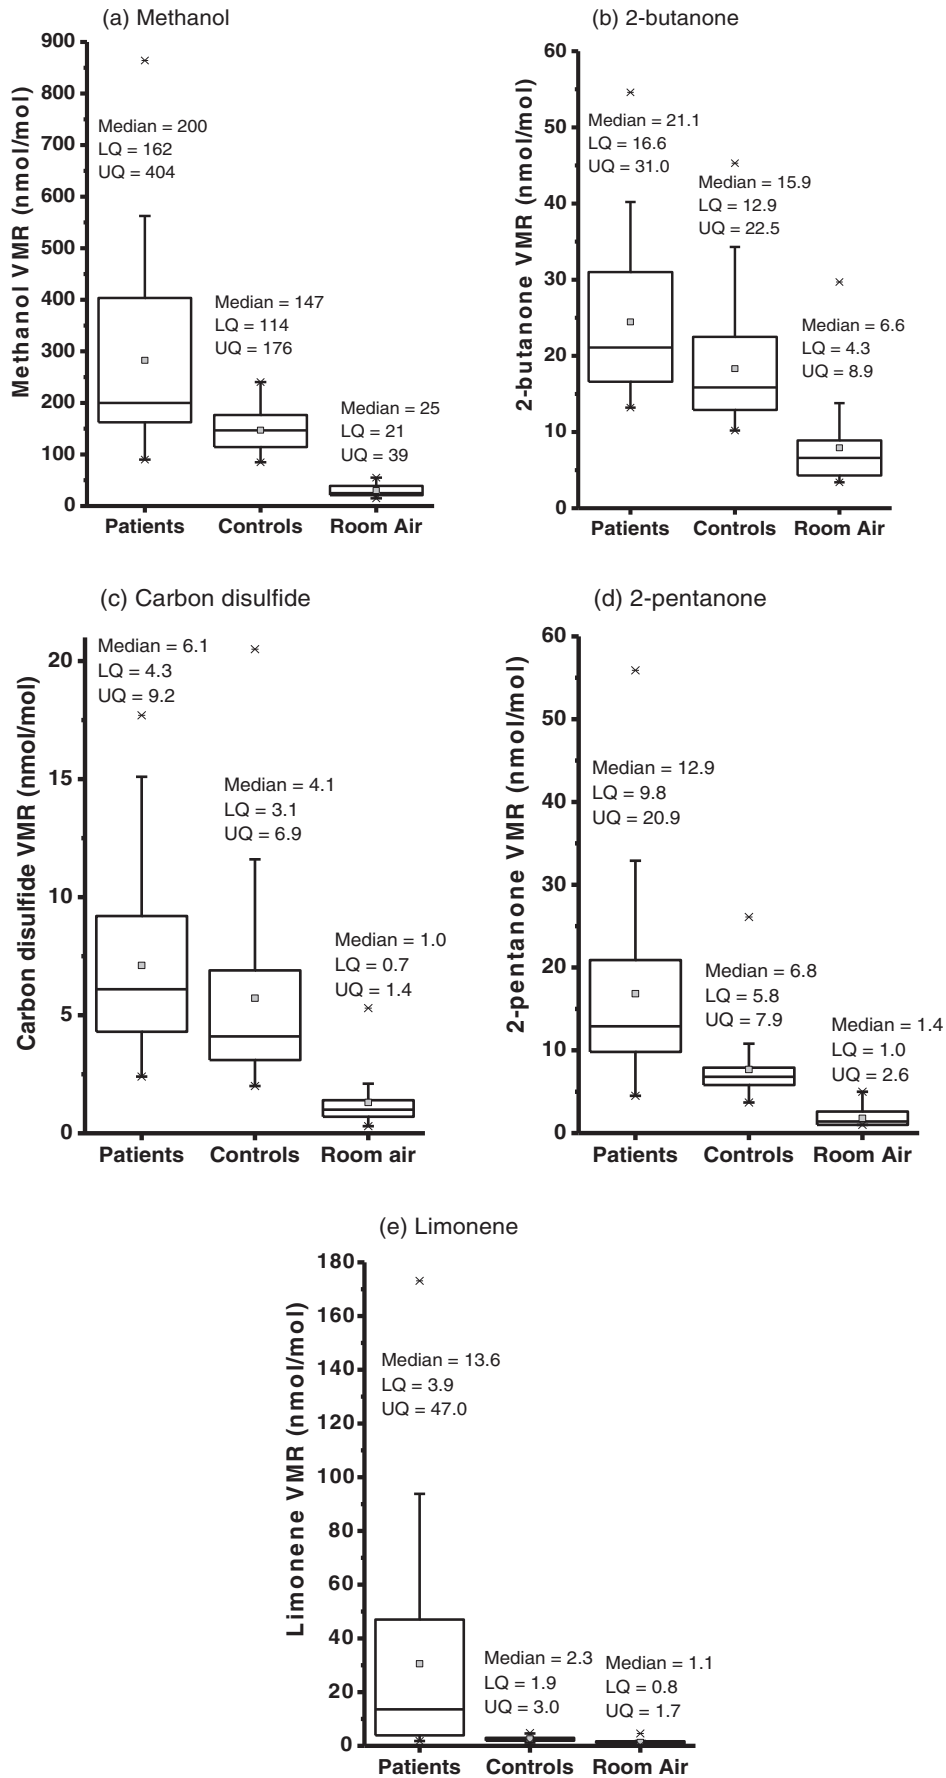 (a) Methanol
Methanol VMR (nmol/mol)
900
800
700
600
500
400
300
200
100
0
Median = 200
LQ = 162
UQ = 404
Median = 147
LQ = 114
UQ = 176
Median = 25
LQ = 21
UQ = 39
Patients Controls Room Air
(b) 2-butanone
2-butanone VMR (nmol/mol)
60
50
40
30
20
10
0
Median = 21.1
LQ = 16.6
UQ = 31.0
Median = 15.9
LQ = 12.9
UQ = 22.5
Median = 6.6
LQ = 4.3
UQ = 8.9
Patients Controls Room Air
(c) Carbon disulfide
Carbon disulfide VMR (nmol/mol)
20
15
10
5
0
Median = 6.1
LQ = 4.3
UQ = 9.2
Median = 4.1
LQ = 3.1
UQ = 6.9
Median = 1.0
LQ = 0.7
UQ = 1.4
Patients Controls Room air
(d) 2-pentanone
2-pentanone VMR (nmol/mol)
60
50
40
30
20
10
0
Median = 12.9
LQ = 9.8
UQ = 20.9
Median = 6.8
LQ = 5.8
UQ = 7.9
Median = 1.4
LQ = 1.0
UQ = 2.6
Patients Controls Room Air
(e) Limonene
Limonene VMR (nmol/mol)
180
160
140
120
100
80
60
40
20
0
Median = 13.6
LQ = 3.9
UQ = 47.0
Median = 2.3
LQ = 1.9
UQ = 3.0
Median = 1.1
LQ = 0.8
UQ = 1.7
Patients Controls Room Air